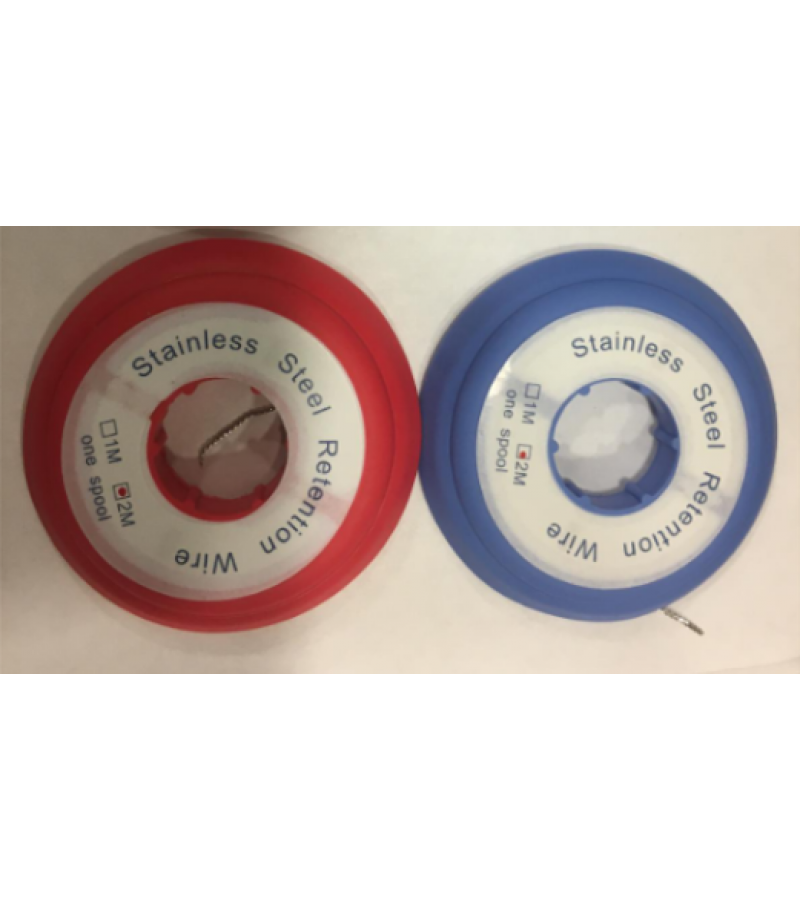 Stainless Steel Retention Wire
□1M ▣2M
one spool
Stainless Steel Retention Wire
□1M ▣2M
one spool